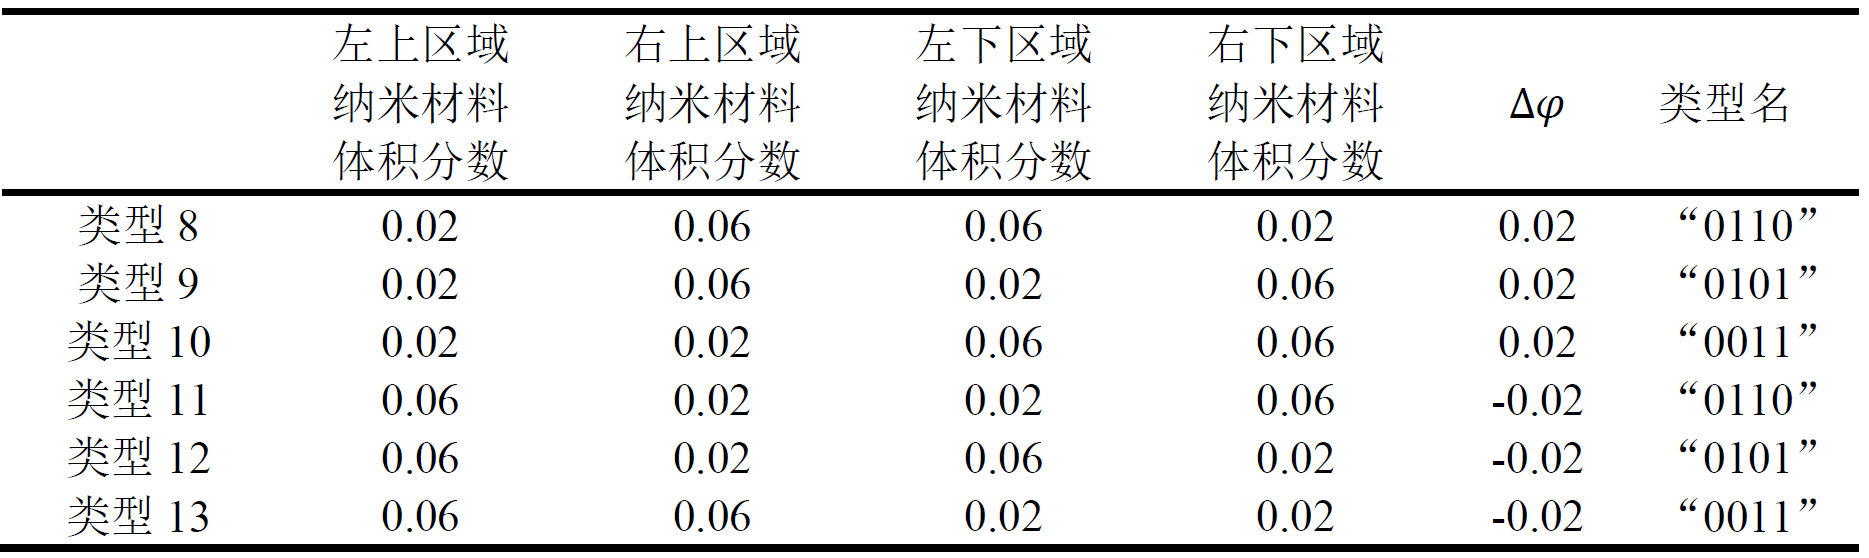 左上区域 右上区域 左下区域 右下区域
纳米材料 纳米材料 纳米材料 纳米材料 Δφ 类型名
体积分数 体积分数 体积分数 体积分数
类型 8 0.02 0.06 0.06 0.02 0.02 “0110”
类型 9 0.02 0.06 0.02 0.06 0.02 “0101”
类型 10 0.02 0.02 0.06 0.06 0.02 “0011”
类型 11 0.06 0.02 0.02 0.06 -0.02 “0110”
类型 12 0.06 0.02 0.06 0.02 -0.02 “0101”
类型 13 0.06 0.06 0.02 0.02 -0.02 “0011”